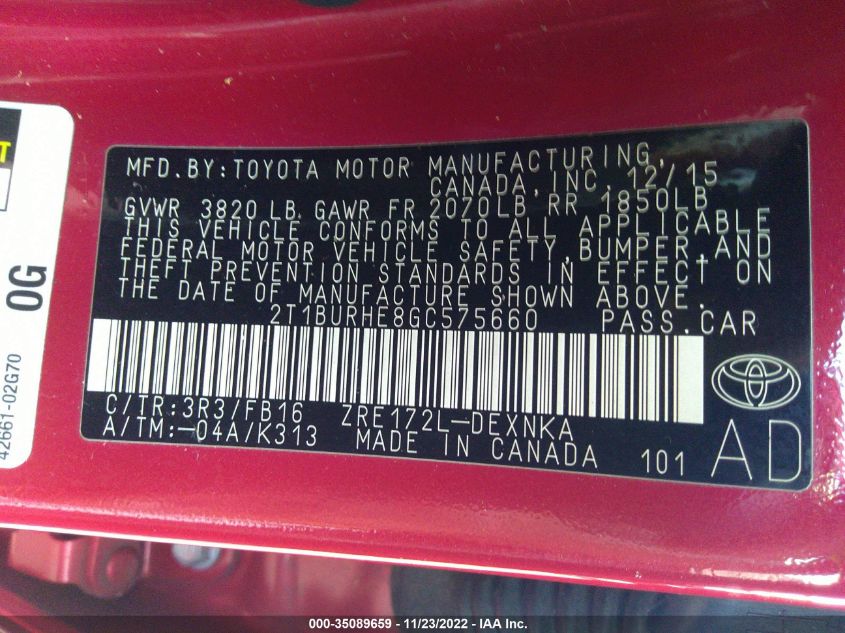 MFD.BY:TOYOTA MOTOR MANUFACTURING,
CANADA, INC. 12/15
GVWR 3820 LB GAWR FR 2070LB RR 1850LB
THIS VEHICLE CONFORMS TO ALL APPLICABLE
FEDERAL MOTOR VEHICLE SAFETY, BUMPER, AND
THEFT PREVENTION STANDARDS IN EFFECT ON
THE DATE OF MANUFACTURE SHOWN ABOVE.
2T1BURHE8GC575660 PASS.CAR
C/TR:3R3/FB16 ZRE172L-DEXNKA
A/TM:-04A/K313 MADE IN CANADA 101 AD
T
0G
42661-02G70
000-35089659 - 11/23/2022 - IAA Inc.